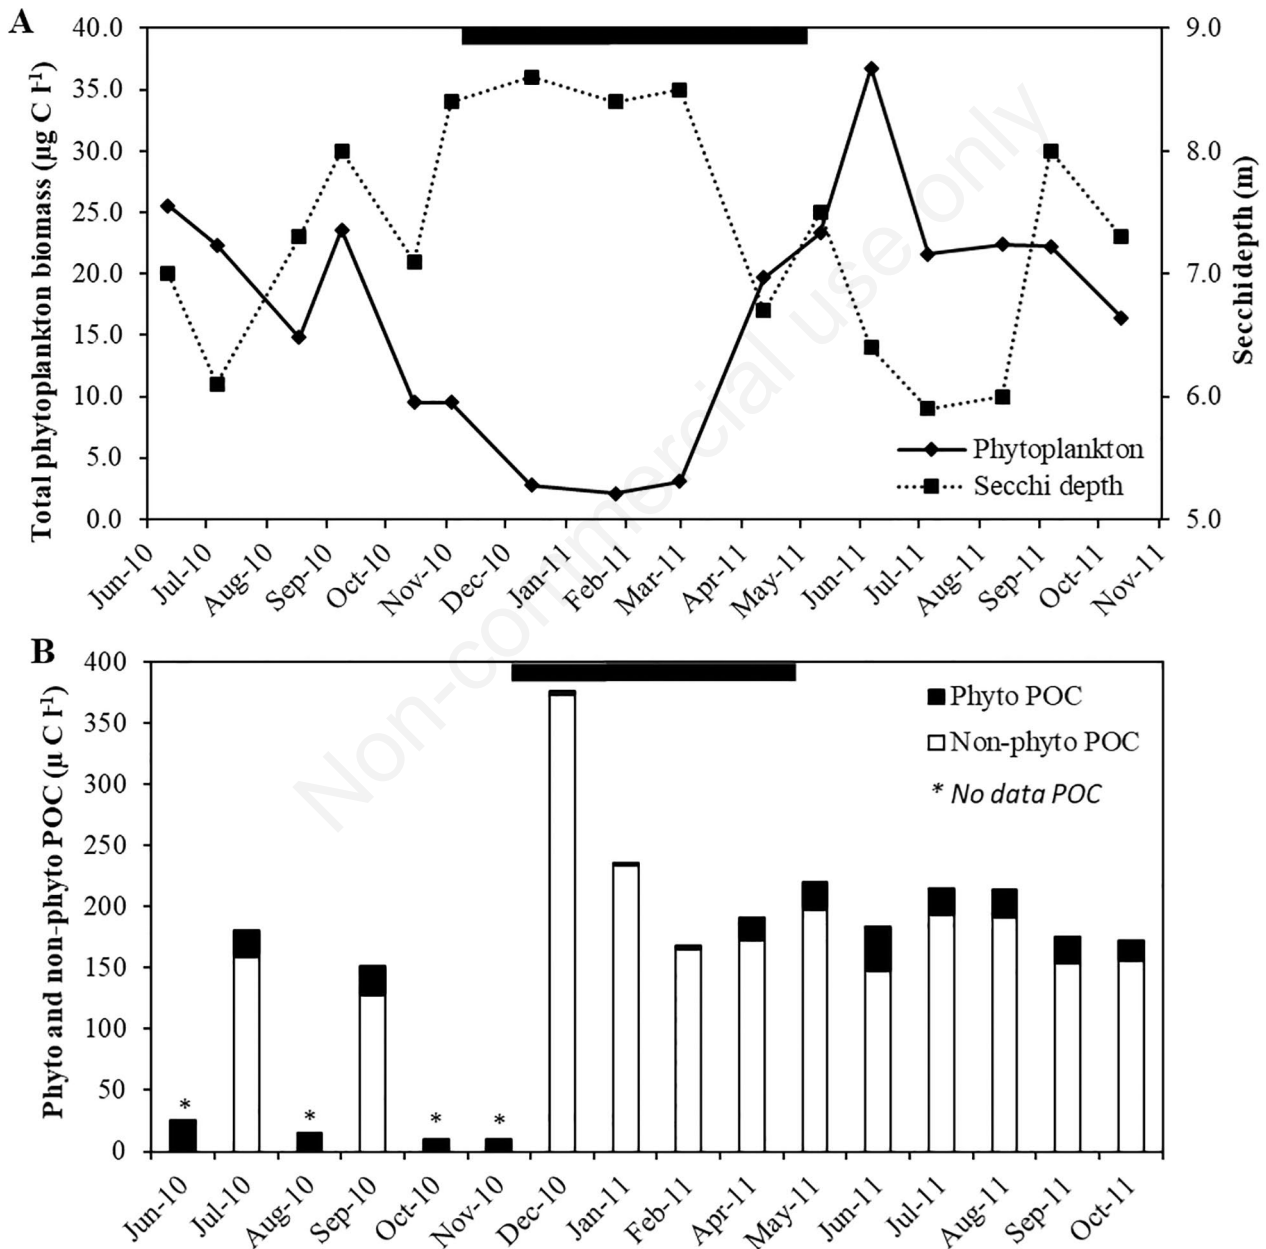 A
Total phytoplankton biomass (µg C l⁻¹)
40.0
35.0
30.0
25.0
20.0
15.0
10.0
5.0
0.0
9.0
8.0
7.0
6.0
5.0
Secchi depth (m)
Phytoplankton
Secchi depth
Jun-10
Jul-10
Aug-10
Sep-10
Oct-10
Nov-10
Dec-10
Jan-11
Feb-11
Mar-11
Apr-11
May-11
Jun-11
Jul-11
Aug-11
Sep-11
Oct-11
Nov-11
Non-commercial use only
B
Phyto and non-phyto POC (µ C l⁻¹)
400
350
300
250
200
150
100
50
0
Phyto POC
Non-phyto POC
* No data POC
*
*
*
*
Jun-10
Jul-10
Aug-10
Sep-10
Oct-10
Nov-10
Dec-10
Jan-11
Feb-11
Apr-11
May-11
Jun-11
Jul-11
Aug-11
Sep-11
Oct-11